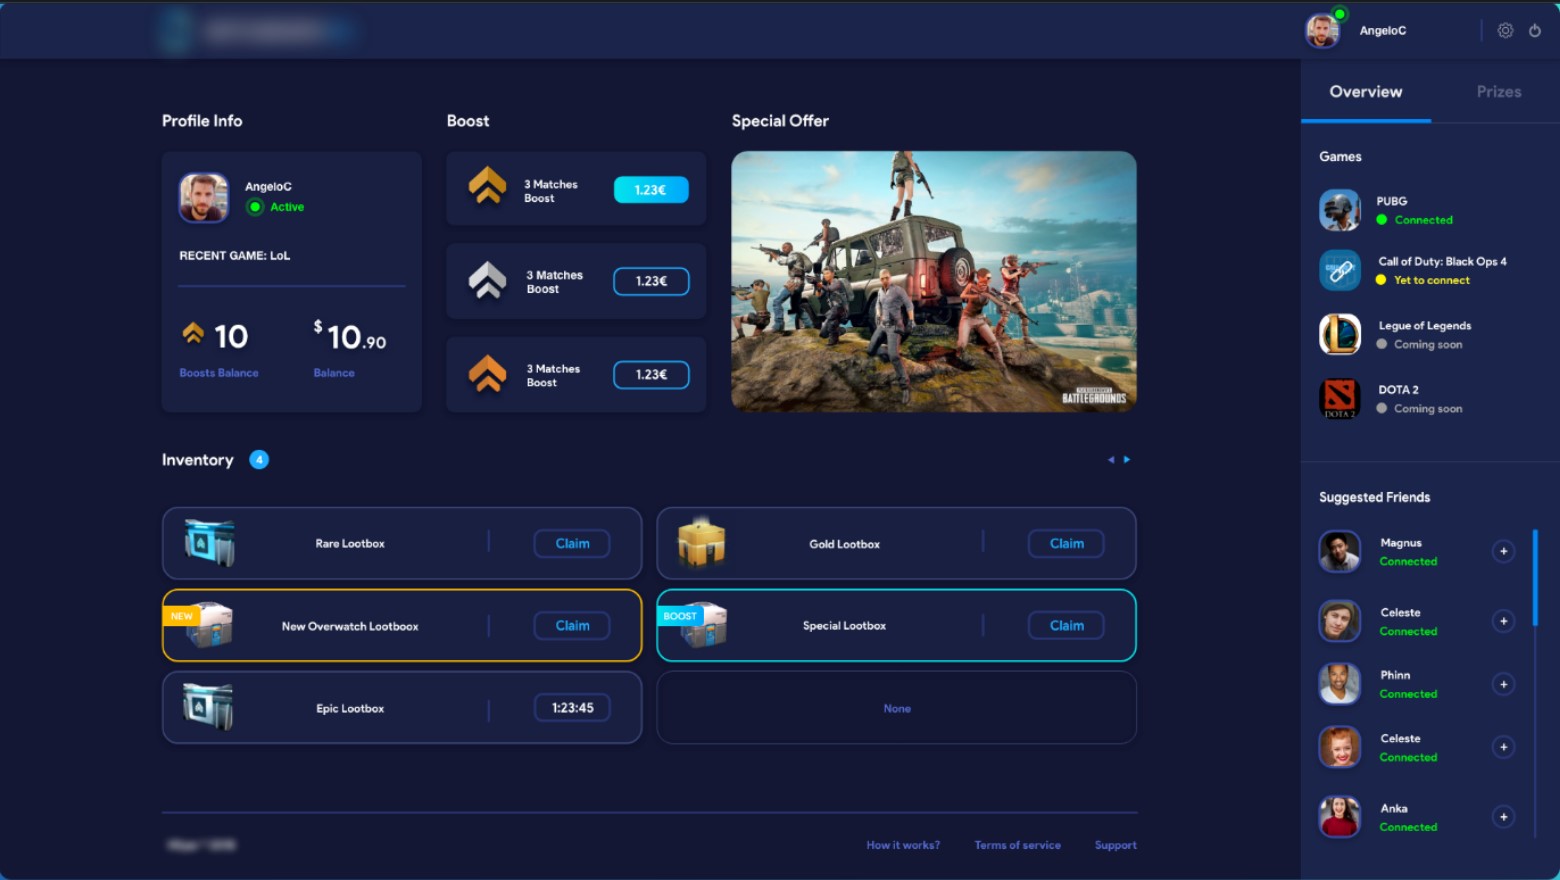 AngeloC
Overview
Prizes
Profile Info
AngeloC
Active
RECENT GAME: LoL
10
Boosts Balance
$10.90
Balance
Boost
3 Matches
Boost
1.23€
3 Matches
Boost
1.23€
3 Matches
Boost
1.23€
Special Offer
BATTLEGROUNDS
Games
PUBG
Connected
Call of Duty: Black Ops 4
Yet to connect
Legue of Legends
Coming soon
DOTA 2
DOTA 2
Coming soon
Inventory 4
Rare Lootbox
Claim
Gold Lootbox
Claim
NEW
New Overwatch Lootboox
Claim
BOOST
Special Lootbox
Claim
Epic Lootbox
1:23:45
None
Suggested Friends
Magnus
Connected
+
Celeste
Connected
+
Phinn
Connected
+
Celeste
Connected
+
Anka
Connected
+
How it works?
Terms of service
Support